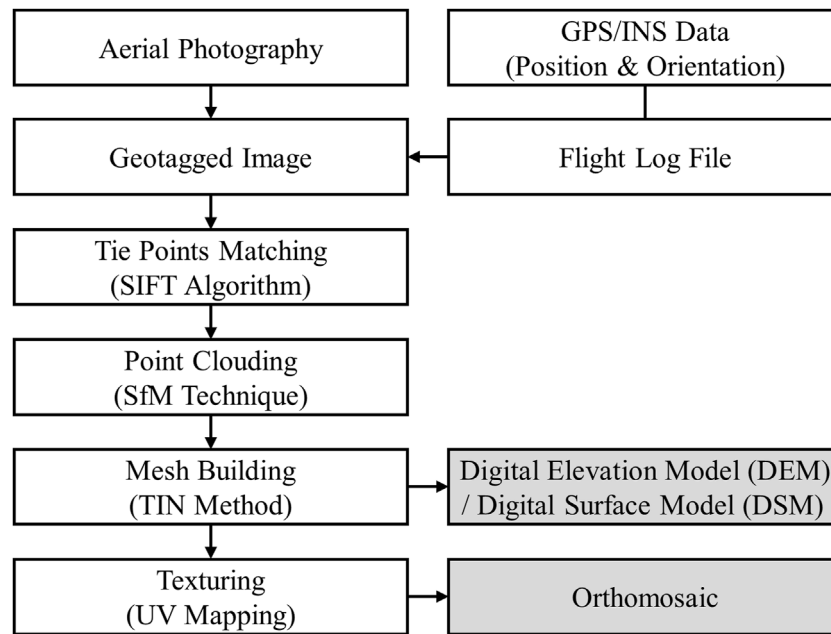 Aerial Photography
GPS/INS Data
(Position & Orientation)
Geotagged Image
Flight Log File
Tie Points Matching
(SIFT Algorithm)
Point Clouding
(SfM Technique)
Mesh Building
(TIN Method)
Digital Elevation Model (DEM)
/ Digital Surface Model (DSM)
Texturing
(UV Mapping)
Orthomosaic